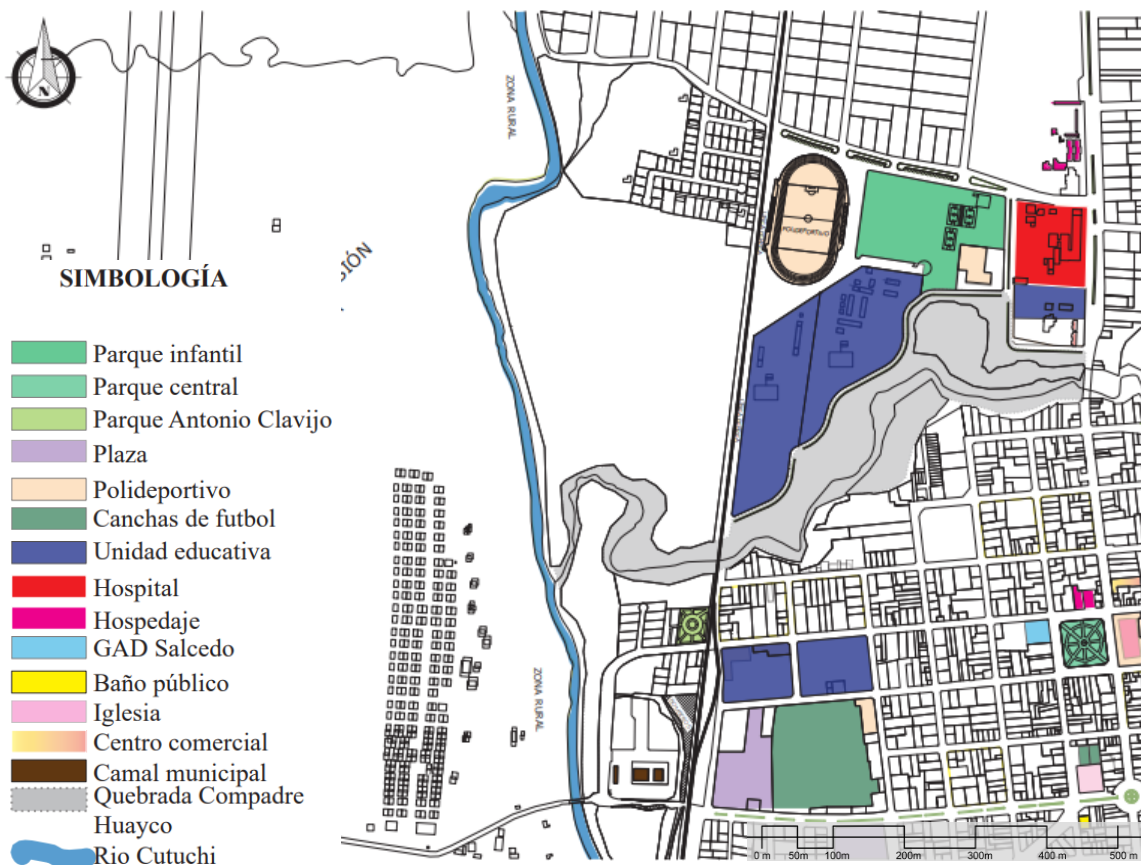 N
SIMBOLOGÍA
Parque infantil
Parque central
Parque Antonio Clavijo
Plaza
Polideportivo
Canchas de futbol
Unidad educativa
Hospital
Hospedaje
GAD Salcedo
Baño público
Iglesia
Centro comercial
Camal municipal
Quebrada Compadre
Huayco
Rio Cutuchi
ZONA RURAL
SIÓN
POLIDEPORTIVO
ZONA RURAL
0 m 50m 100m 200m 300m 400 m 500 m